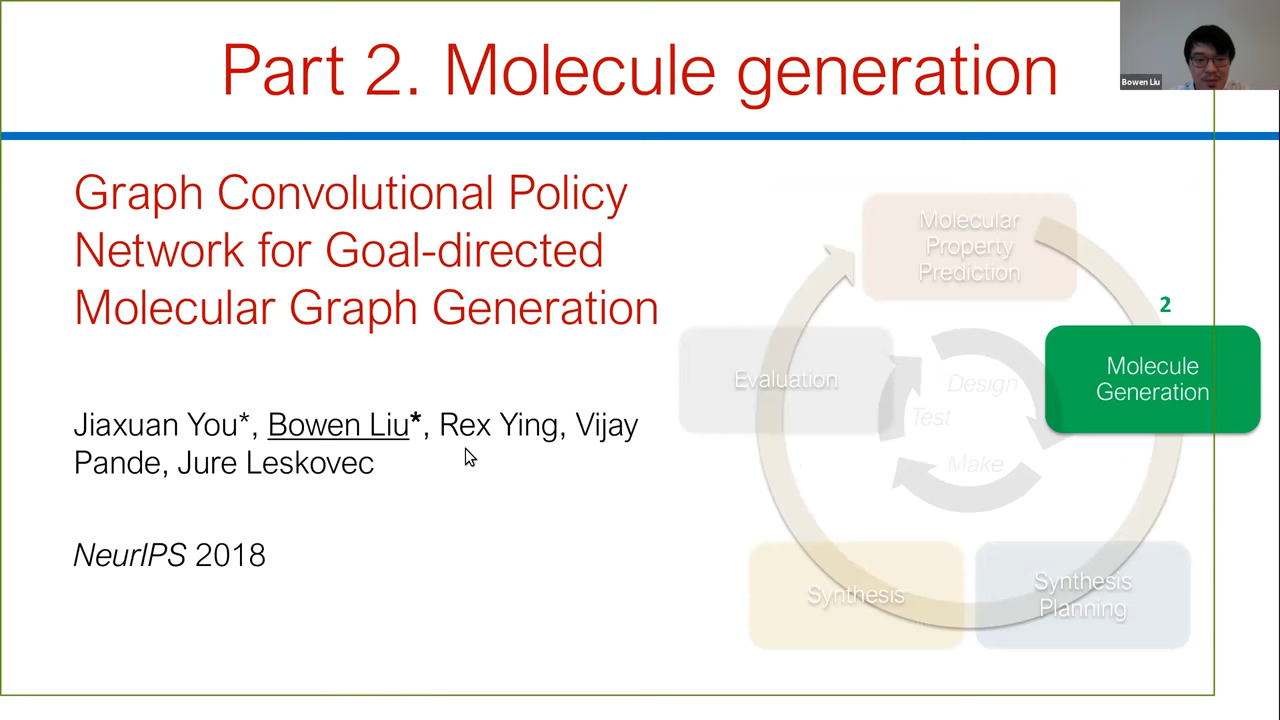 Part 2. Molecule generation
Bowen Liu
Graph Convolutional Policy
Network for Goal-directed
Molecular Graph Generation
Jiaxuan You*, Bowen Liu*, Rex Ying, Vijay
Pande, Jure Leskovec
NeurIPS 2018
Molecular
Property
Prediction
2
Molecule
Generation
Evaluation
Design
Test
Make
Synthesis
Synthesis
Planning